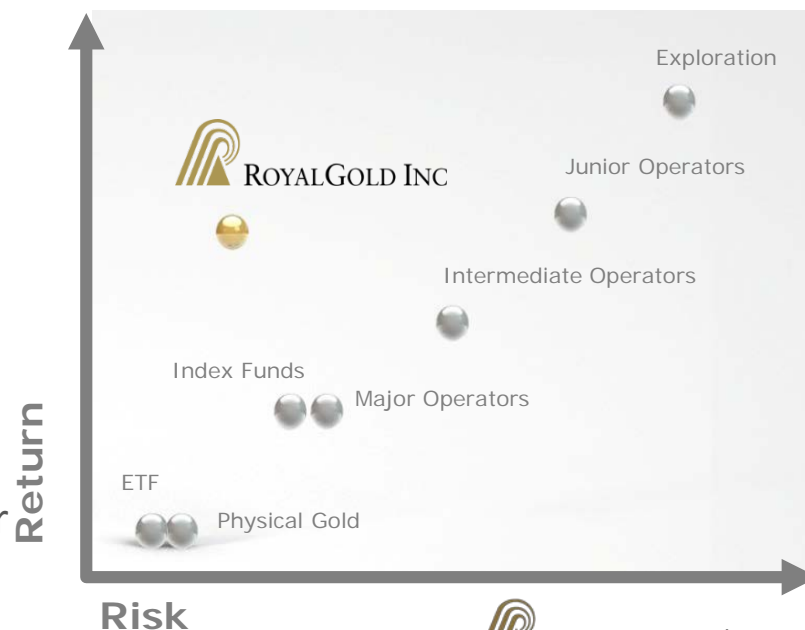 Exploration
ROYALGOLD INC
Junior Operators
Intermediate Operators
Index Funds
Major Operators
ETF
Physical Gold
Return
Risk